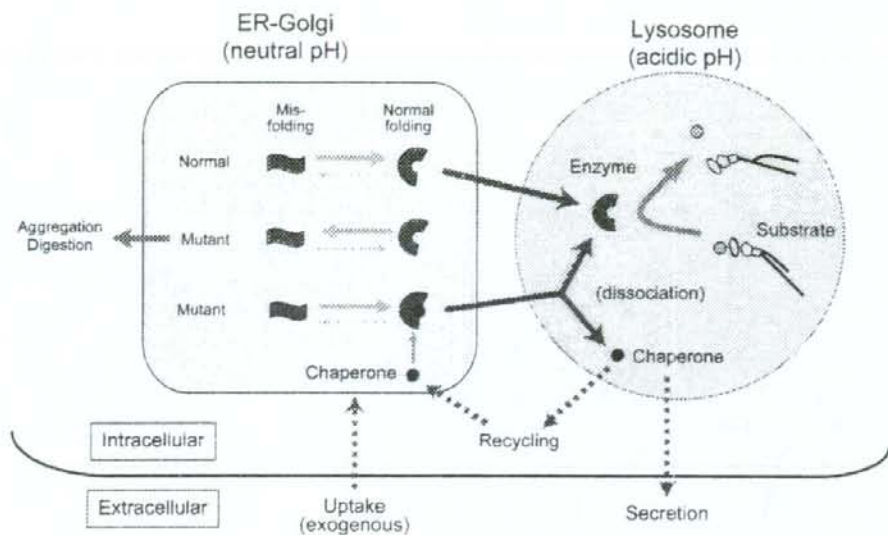 ER-Golgi
(neutral pH)
Lysosome
(acidic pH)
Mis-
folding
Normal
folding
Normal
Enzyme
Aggregation
Digestion
Mutant
Substrate
Mutant
(dissociation)
Chaperone
Chaperone
Intracellular
Recycling
Extracellular
Uptake
(exogenous)
Secretion